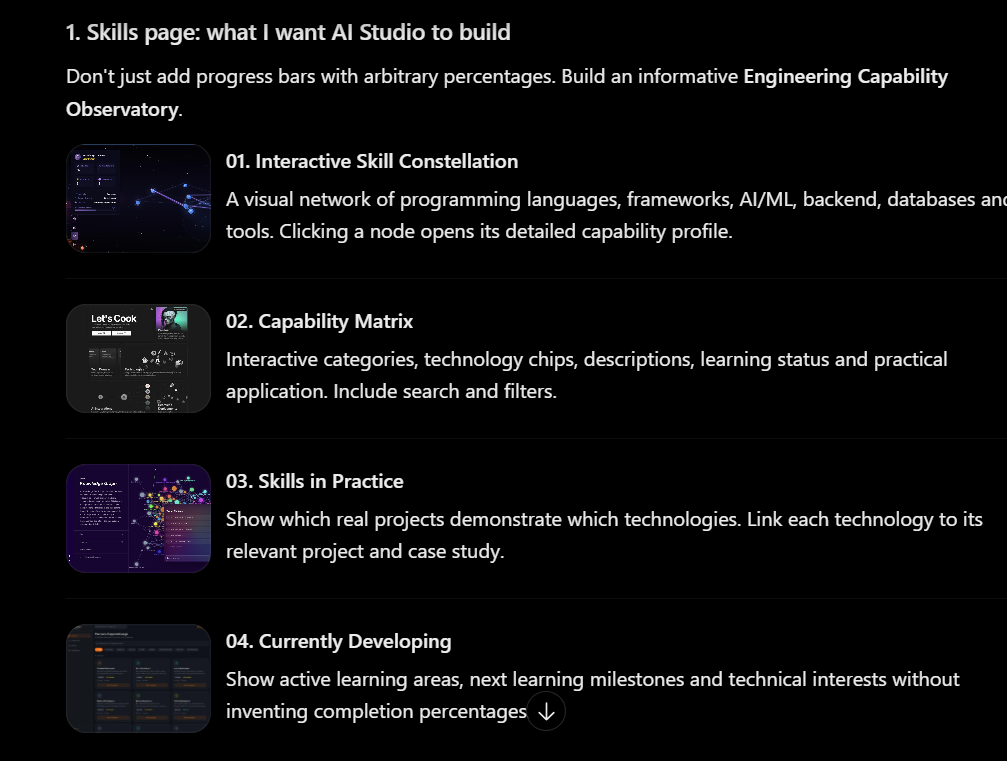 1. Skills page: what I want AI Studio to build
Don't just add progress bars with arbitrary percentages. Build an informative Engineering Capability
Observatory.
01. Interactive Skill Constellation
A visual network of programming languages, frameworks, AI/ML, backend, databases and
tools. Clicking a node opens its detailed capability profile.
Let's Cook
02. Capability Matrix
Interactive categories, technology chips, descriptions, learning status and practical
application. Include search and filters.
03. Skills in Practice
Show which real projects demonstrate which technologies. Link each technology to its
relevant project and case study.
04. Currently Developing
Show active learning areas, next learning milestones and technical interests without
inventing completion percentages